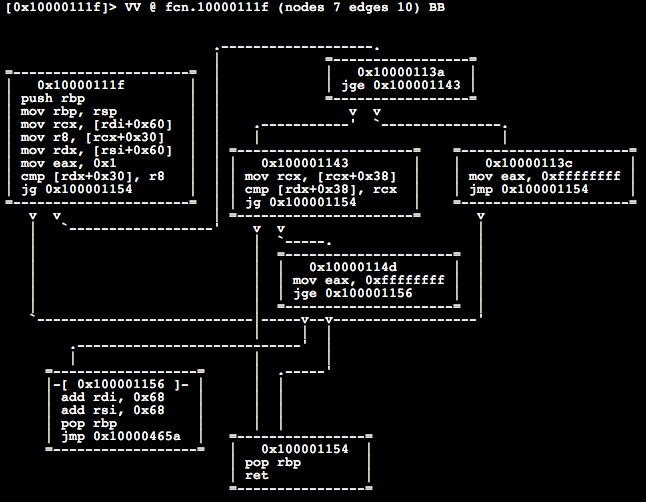 [0x10000111f]> VV @ fcn.10000111f (nodes 7 edges 10) BB
0x10000111f
push rbp
mov rbp, rsp
mov rcx, [rdi+0x60]
mov r8, [rcx+0x30]
mov rdx, [rsi+0x60]
mov eax, 0x1
cmp [rdx+0x30], r8
jg 0x100001154
v v
0x10000113a
jge 0x100001143
v v
0x100001143
mov rcx, [rcx+0x38]
cmp [rdx+0x38], rcx
jg 0x100001154
v v
0x10000113c
mov eax, 0xffffffff
jmp 0x100001154
v
0x10000114d
mov eax, 0xffffffff
jge 0x100001156
v v
-[ 0x100001156 ]-
add rdi, 0x68
add rsi, 0x68
pop rbp
jmp 0x10000465a
0x100001154
pop rbp
ret